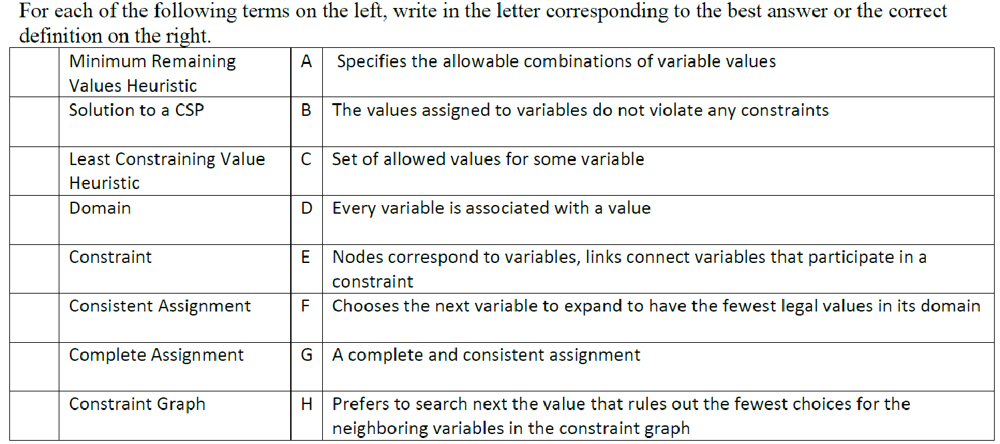 For each of the following terms on the left, write in the letter corresponding to the best answer or the correct
definition on the right.
Minimum Remaining
Values Heuristic
A
Specifies the allowable combinations of variable values
Solution to a CSP
B
The values assigned to variables do not violate any constraints
Least Constraining Value
Heuristic
C
Set of allowed values for some variable
Domain
D
Every variable is associated with a value
Constraint
E
Nodes correspond to variables, links connect variables that participate in a
constraint
Consistent Assignment
F
Chooses the next variable to expand to have the fewest legal values in its domain
Complete Assignment
G
A complete and consistent assignment
Constraint Graph
H
Prefers to search next the value that rules out the fewest choices for the
neighboring variables in the constraint graph